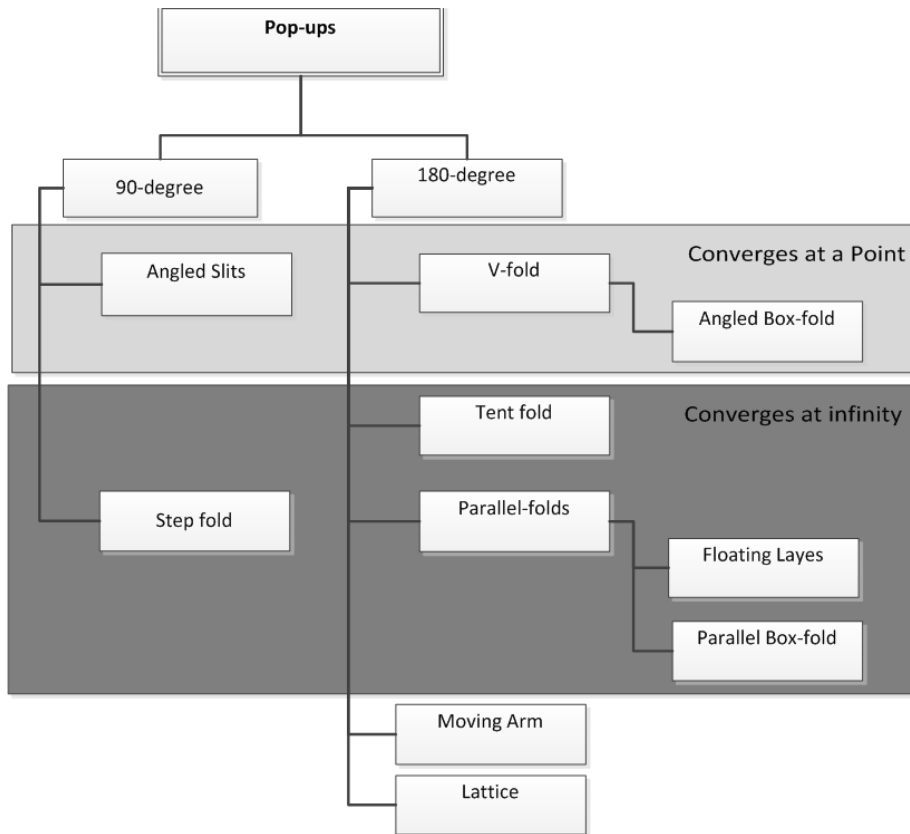 Pop-ups
90-degree
180-degree
Converges at a Point
Angled Slits
V-fold
Angled Box-fold
Converges at infinity
Tent fold
Step fold
Parallel-folds
Floating Layes
Parallel Box-fold
Moving Arm
Lattice